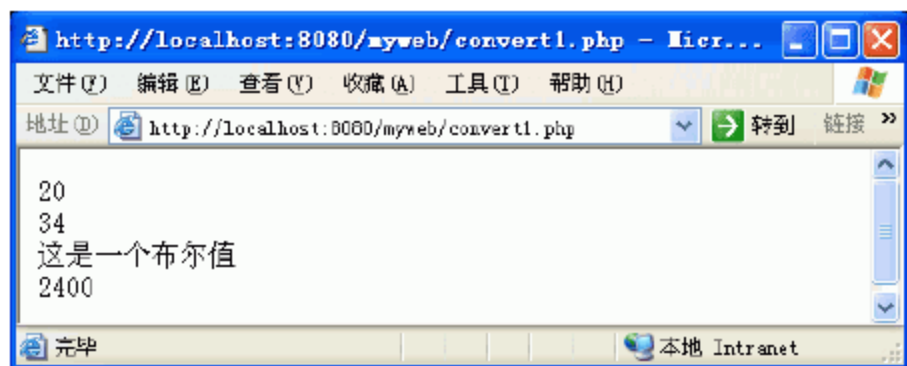 http://localhost:8080/myweb/convert1.php - Micr...
文件(F) 编辑(E) 查看(V) 收藏(A) 工具(T) 帮助(H)
地址(D) http://localhost:8080/myweb/convert1.php 转到 链接 »
20
34
这是一个布尔值
2400
完毕 本地 Intranet